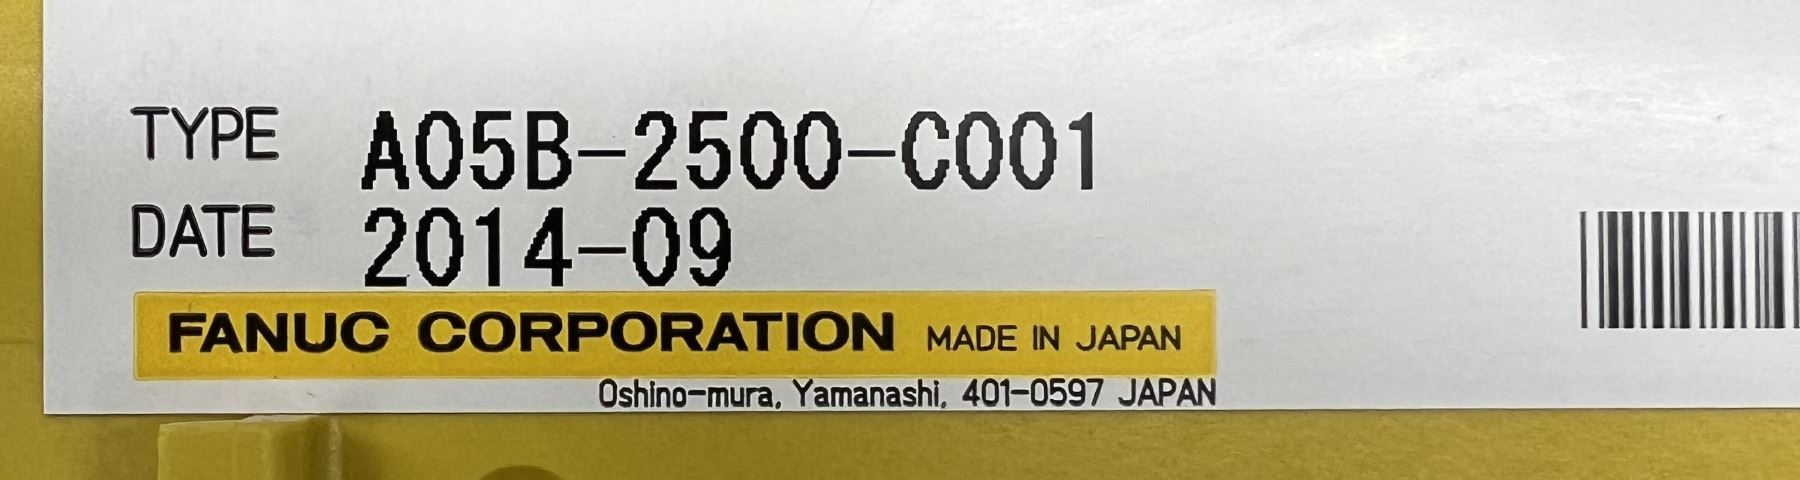 TYPE A05B-2500-C001
DATE 2014-09
FANUC CORPORATION MADE IN JAPAN
Oshino-mura, Yamanashi, 401-0597 JAPAN